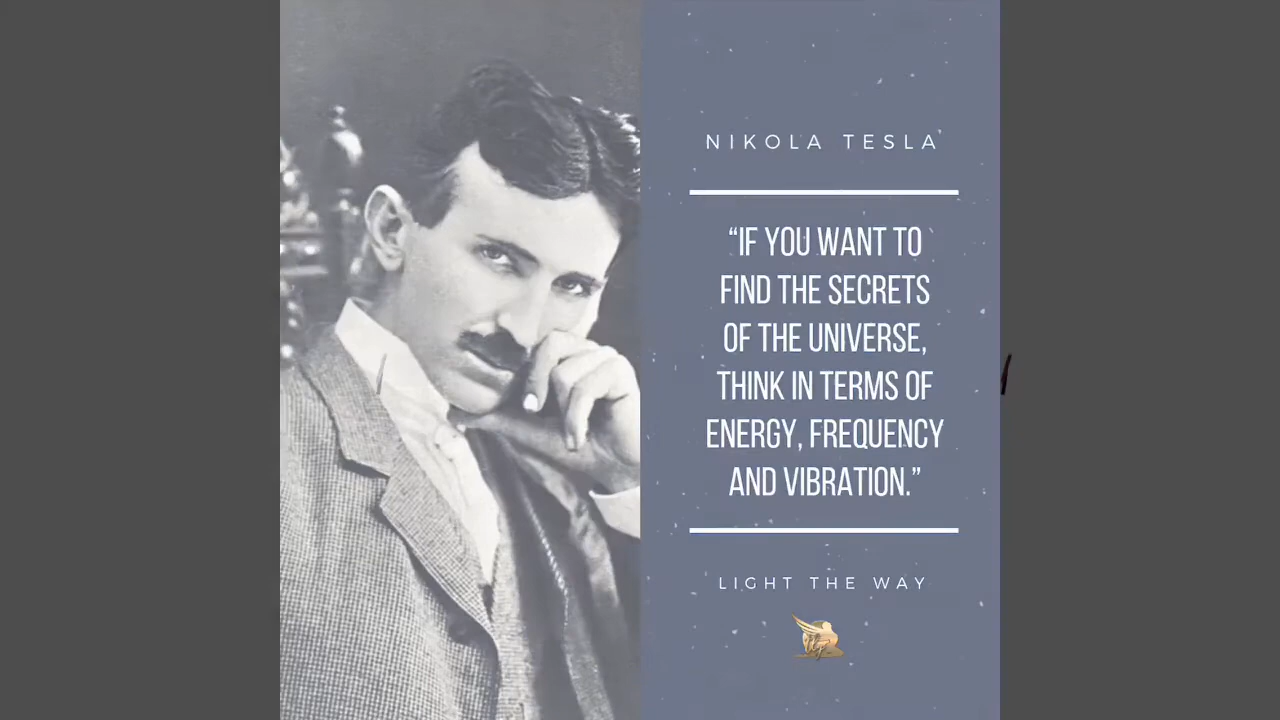 NIKOLA TESLA
“IF YOU WANT TO
FIND THE SECRETS
OF THE UNIVERSE,
THINK IN TERMS OF
ENERGY, FREQUENCY
AND VIBRATION.”
LIGHT THE WAY